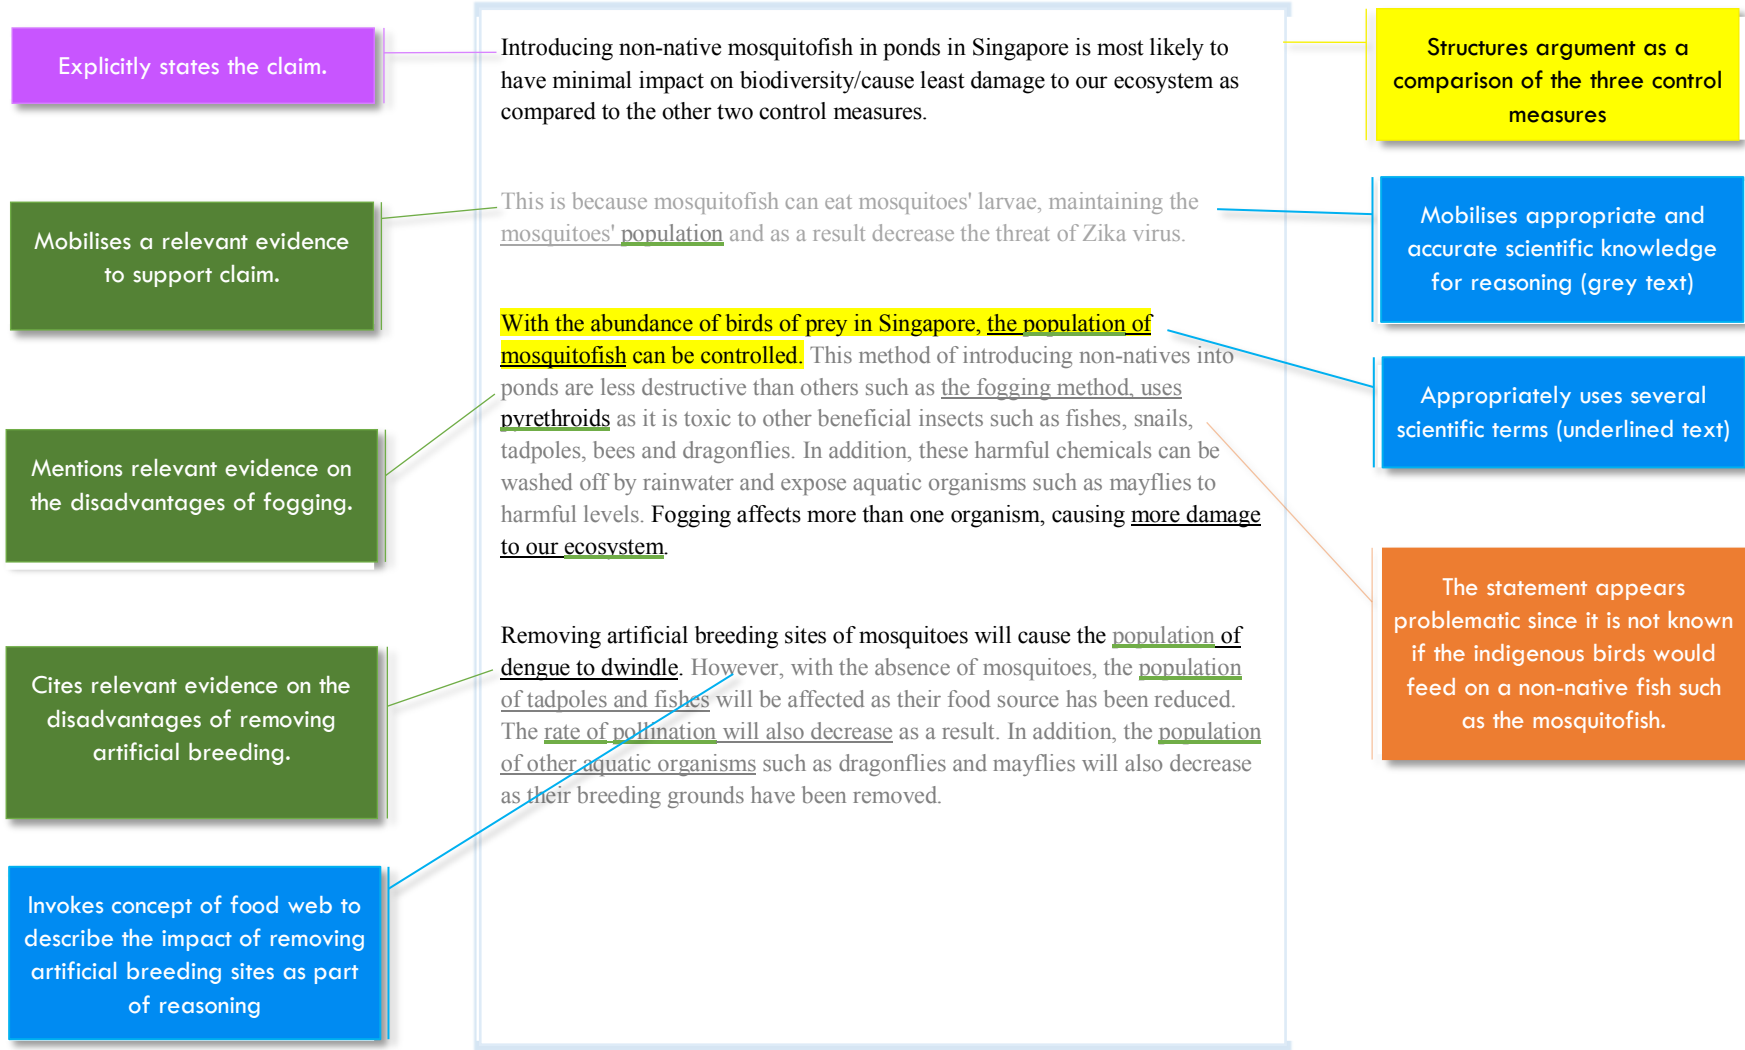 Explicitly states the claim.
Mobilises a relevant evidence
to support claim.
Mentions relevant evidence on
the disadvantages of fogging.
Cites relevant evidence on the
disadvantages of removing
artificial breeding.
Invokes concept of food web to
describe the impact of removing
artificial breeding sites as part
of reasoning
Introducing non-native mosquitofish in ponds in Singapore is most likely to
have minimal impact on biodiversity/cause least damage to our ecosystem as
compared to the other two control measures.
This is because mosquitofish can eat mosquitoes' larvae, maintaining the
mosquitoes' population and as a result decrease the threat of Zika virus.
With the abundance of birds of prey in Singapore, the population of
mosquitofish can be controlled. This method of introducing non-natives into
ponds are less destructive than others such as the fogging method, uses
pyrethroids as it is toxic to other beneficial insects such as fishes, snails,
tadpoles, bees and dragonflies. In addition, these harmful chemicals can be
washed off by rainwater and expose aquatic organisms such as mayflies to
harmful levels. Fogging affects more than one organism, causing more damage
to our ecosystem.
Removing artificial breeding sites of mosquitoes will cause the population of
dengue to dwindle. However, with the absence of mosquitoes, the population
of tadpoles and fishes will be affected as their food source has been reduced.
The rate of pollination will also decrease as a result. In addition, the population
of other aquatic organisms such as dragonflies and mayflies will also decrease
as their breeding grounds have been removed.
Structures argument as a
comparison of the three control
measures
Mobilises appropriate and
accurate scientific knowledge
for reasoning (grey text)
Appropriately uses several
scientific terms (underlined text)
The statement appears
problematic since it is not known
if the indigenous birds would
feed on a non-native fish such
as the mosquitofish.